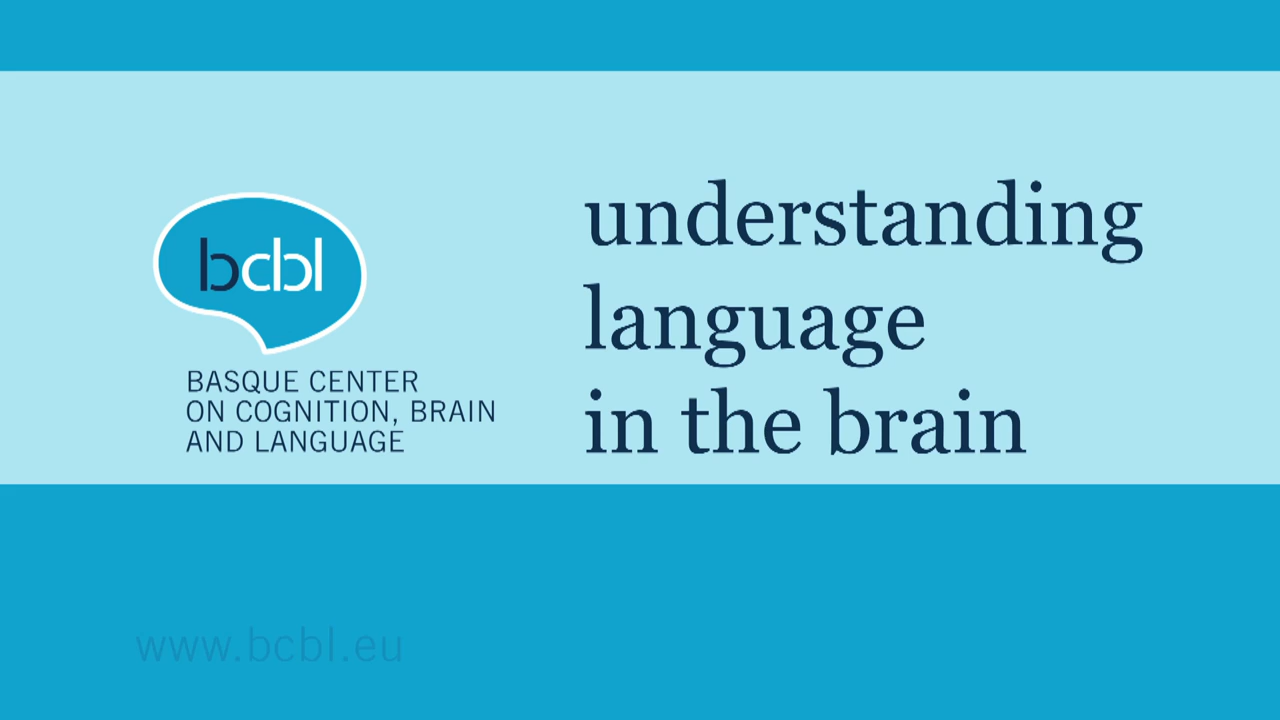 bcbl
BASQUE CENTER
ON COGNITION, BRAIN
AND LANGUAGE
understanding
language
in the brain
www.bcbl.eu